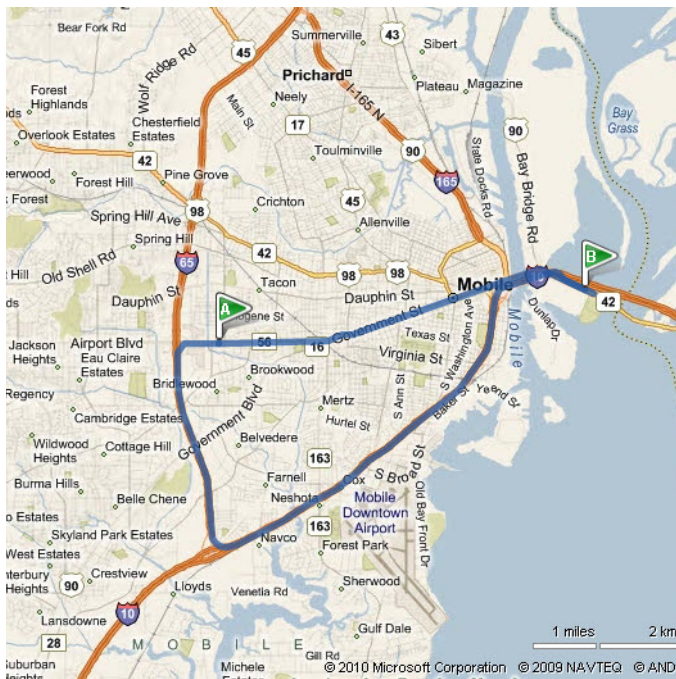 Bear Fork Rd
Summerville
43
Sibert
45
Wolf Ridge Rd
Prichard
Plateau
Magazine
Forest
Highlands
Main St
Neely
I-165 N
Bay
Grass
Chesterfield
Estates
17
90
Overlook Estates
Toulminville
90
State Docks Rd
Bay Bridge Rd
42
Pine Grove
165
Forest Hill
Forest
98
Crichton
45
Spring Hill Ave
Allenville
Spring Hill
42
Old Shell Rd
65
98
98
B
Tacon
Mobile
10
Dauphin St
Dauphin St
42
A
Government St
Dunlap Dr
Texas St
Mobile
Jackson
Heights
Airport Blvd
Eau Claire
Estates
16
Virginia St
S Washington Ave
Brookwood
Bridlewood
S Ann St
Yeend St
Regency
Government Blvd
Mertz
Baker St
Cambridge Estates
Hurtel St
Wildwood
Heights
Cottage Hill
Belvedere
163
S Broad St
Burma Hills
Farnell
Cox
Belle Chene
Neshota
Mobile
Downtown
Airport
Old Bay Front Dr
Skyland Park Estates
163
West Estates
Navco
Forest Park
Heights
90
Crestview
Lloyds
Venetia Rd
Sherwood
10
Lansdowne
Gulf Dale
28
MOBILE
Gill Rd
Suburban
Heights
Michele
1 miles
2 km
© 2010 Microsoft Corporation © 2009 NAVTEQ © AND